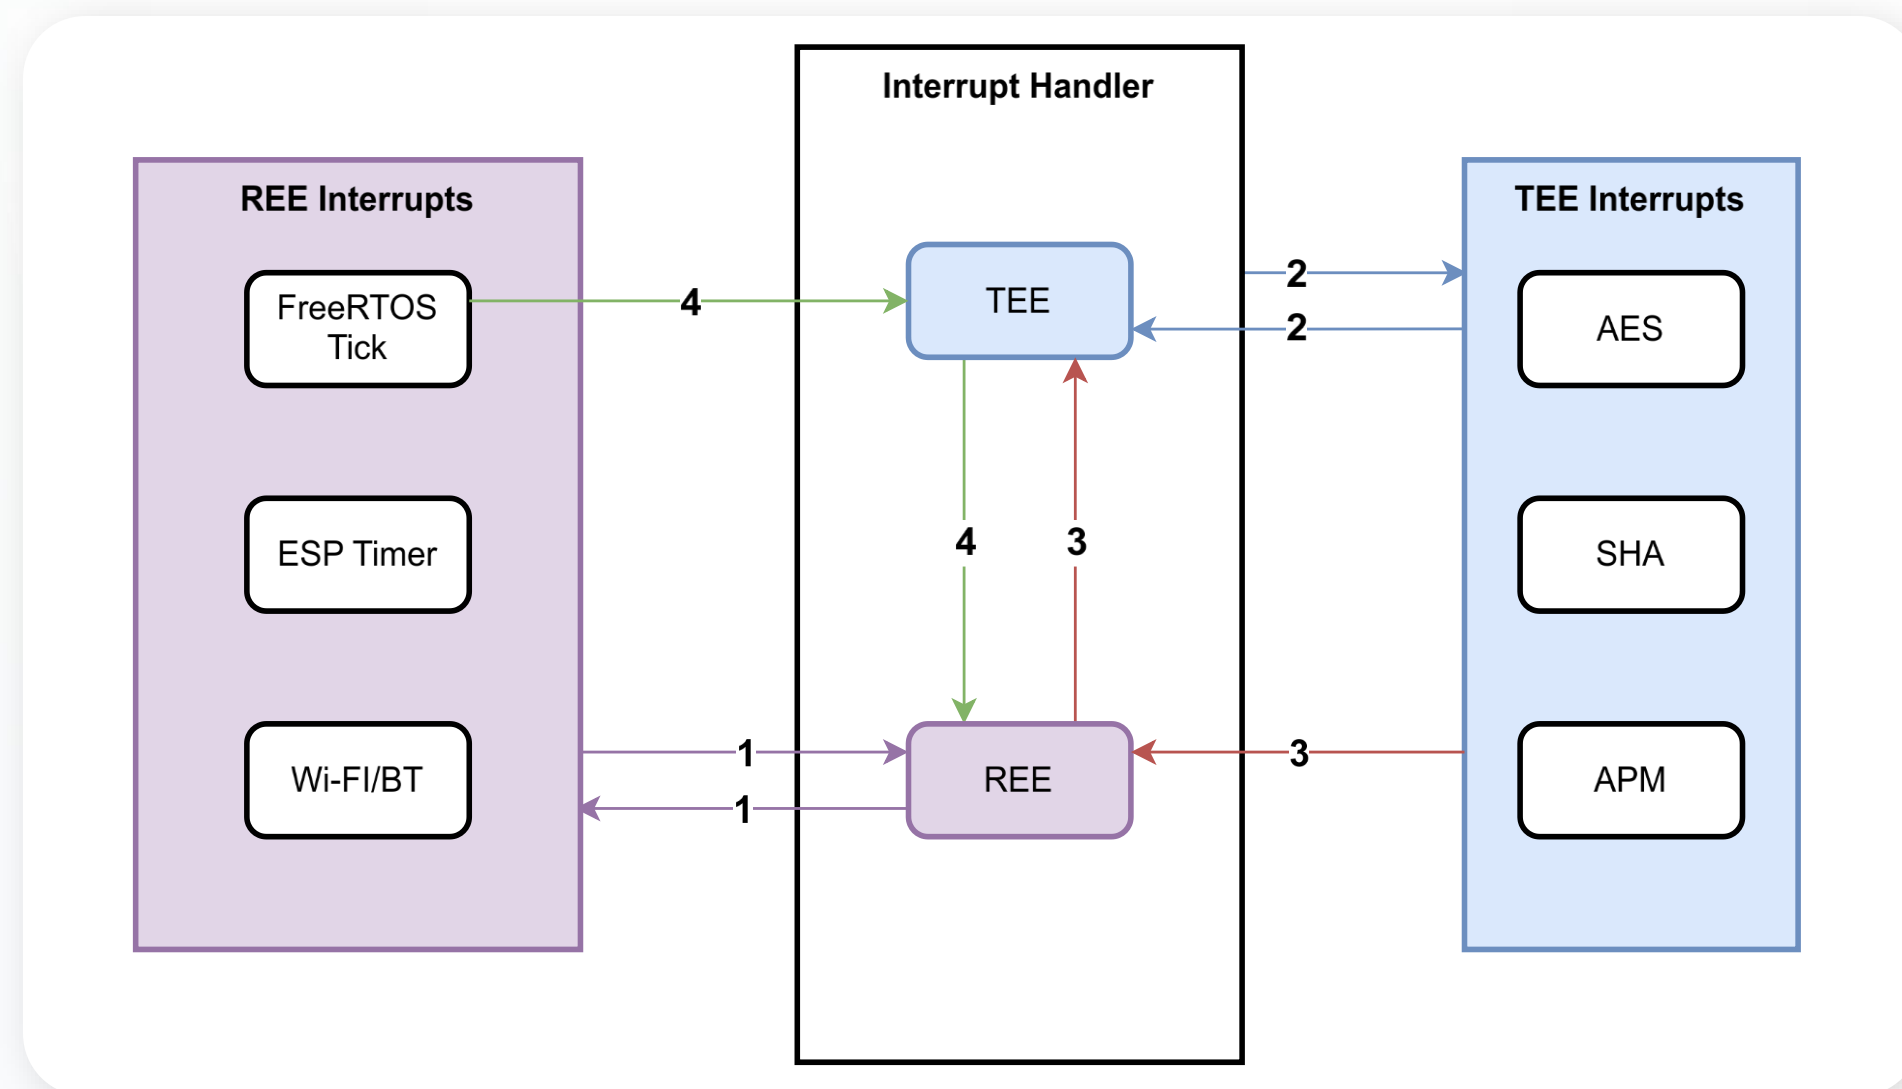 Interrupt Handler
REE Interrupts
FreeRTOS
Tick
ESP Timer
Wi-FI/BT
4
1
1
TEE
4
3
REE
2
2
3
TEE Interrupts
AES
SHA
APM